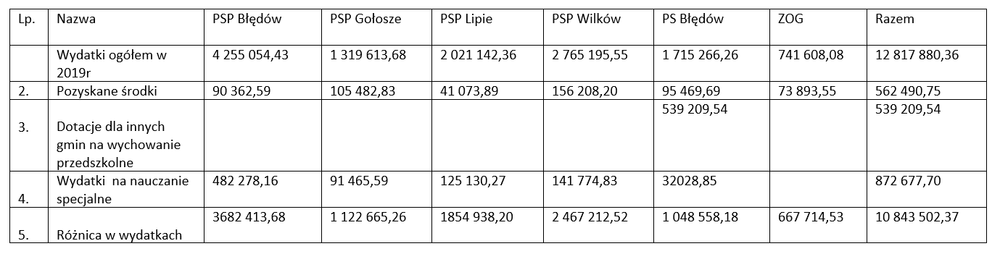 Lp. Nazwa PSP Błędów PSP Gołosze PSP Lipie PSP Wilków PS Błędów ZOG Razem
Wydatki ogółem w 4 255 054,43 1 319 613,68 2 021 142,36 2 765 195,55 1 715 266,26 741 608,08 12 817 880,36
2019r
2. Pozyskane środki 90 362,59 105 482,83 41 073,89 156 208,20 95 469,69 73 893,55 562 490,75
539 209,54 539 209,54
3. Dotacje dla innych
gmin na wychowanie
przedszkolne
Wydatki  na nauczanie 482 278,16 91 465,59 125 130,27 141 774,83 32028,85 872 677,70
4. specjalne
3682 413,68 1 122 665,26 1854 938,20 2 467 212,52 1 048 558,18 667 714,53 10 843 502,37
5. Różnica w wydatkach